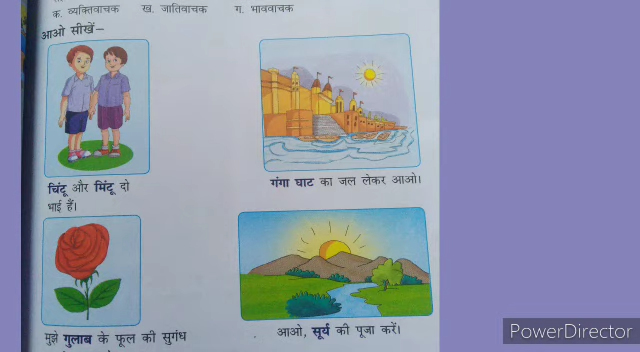 क. व्यक्तिवाचक ख. जातिवाचक ग. भाववाचक
आओ सीखें–
चिंटू और मिंटू दो
भाई हैं।
गंगा घाट का जल लेकर आओ।
मुझे गुलाब के फूल की सुगंध
आओ, सूर्य की पूजा करें।
PowerDirector